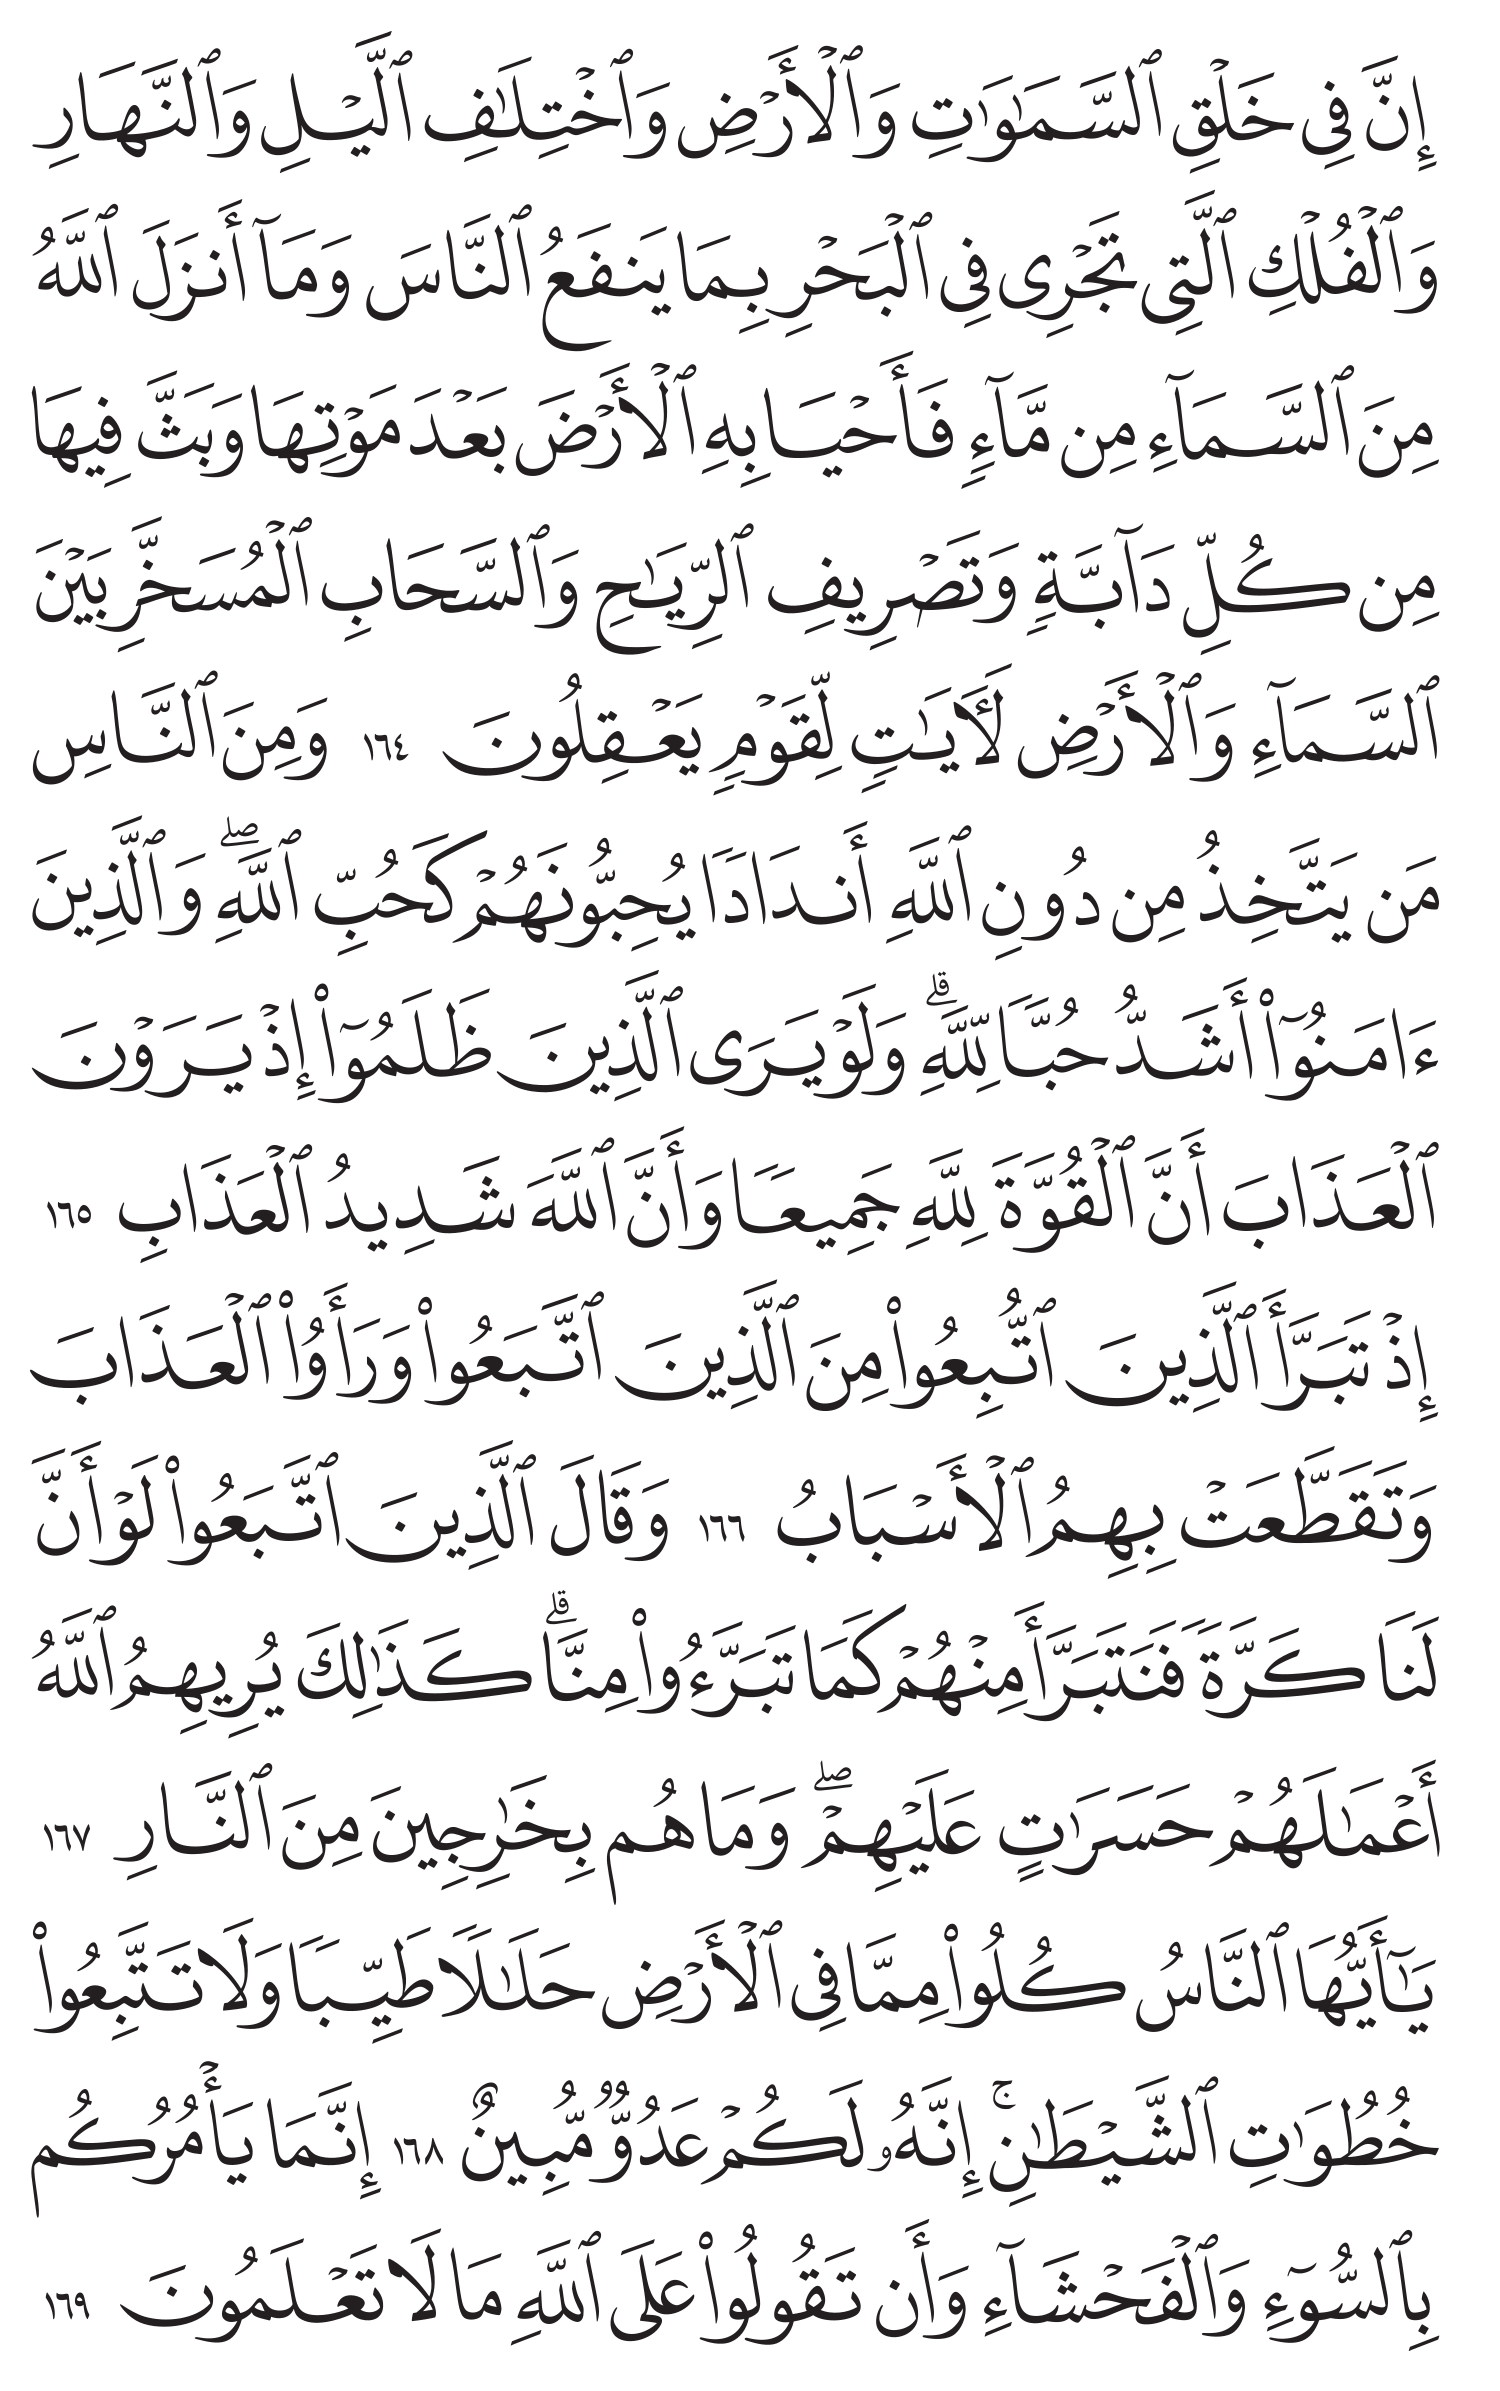 إِنَّ فِى خَلْقِ ٱلسَّمَـٰوَٰتِ وَٱلْأَرْضِ وَٱخْتِلَـٰفِ ٱلَّيْلِ وَٱلنَّهَارِ
وَٱلْفُلْكِ ٱلَّتِى تَجْرِى فِى ٱلْبَحْرِ بِمَا يَنفَعُ ٱلنَّاسَ وَمَآ أَنزَلَ ٱللَّهُ
مِنَ ٱلسَّمَآءِ مِن مَّآءٍ فَأَحْيَا بِهِ ٱلْأَرْضَ بَعْدَ مَوْتِهَا وَبَثَّ فِيهَا
مِن كُلِّ دَآبَّةٍ وَتَصْرِيفِ ٱلرِّيَـٰحِ وَٱلسَّحَابِ ٱلْمُسَخَّرِ بَيْنَ
ٱلسَّمَآءِ وَٱلْأَرْضِ لَـَٔايَـٰتٍ لِّقَوْمٍ يَعْقِلُونَ ١٦٤ وَمِنَ ٱلنَّاسِ
مَن يَتَّخِذُ مِن دُونِ ٱللَّهِ أَندَادًا يُحِبُّونَهُمْ كَحُبِّ ٱللَّهِ ۖ وَٱلَّذِينَ
ءَامَنُوٓا۟ أَشَدُّ حُبًّا لِّلَّهِ ۗ وَلَوْ يَرَى ٱلَّذِينَ ظَلَمُوٓا۟ إِذْ يَرَوْنَ
ٱلْعَذَابَ أَنَّ ٱلْقُوَّةَ لِلَّهِ جَمِيعًا وَأَنَّ ٱللَّهَ شَدِيدُ ٱلْعَذَابِ ١٦٥
إِذْ تَبَرَّأَ ٱلَّذِينَ ٱتُّبِعُوا۟ مِنَ ٱلَّذِينَ ٱتَّبَعُوا۟ وَرَأَوُا۟ ٱلْعَذَابَ
وَتَقَطَّعَتْ بِهِمُ ٱلْأَسْبَابُ ١٦٦ وَقَالَ ٱلَّذِينَ ٱتَّبَعُوا۟ لَوْ أَنَّ
لَنَا كَرَّةً فَنَتَبَرَّأَ مِنْهُمْ كَمَا تَبَرَّءُوا۟ مِنَّا ۗ كَذَٰلِكَ يُرِيهِمُ ٱللَّهُ
أَعْمَـٰلَهُمْ حَسَرَٰتٍ عَلَيْهِمْ ۖ وَمَا هُم بِخَـٰرِجِينَ مِنَ ٱلنَّارِ ١٦٧
يَـٰٓأَيُّهَا ٱلنَّاسُ كُلُوا۟ مِمَّا فِى ٱلْأَرْضِ حَلَـٰلًا طَيِّبًا وَلَا تَتَّبِعُوا۟
خُطُوَٰتِ ٱلشَّيْطَـٰنِ ۚ إِنَّهُۥ لَكُمْ عَدُوٌّ مُّبِينٌ ١٦٨ إِنَّمَا يَأْمُرُكُم
بِٱلسُّوٓءِ وَٱلْفَحْشَآءِ وَأَن تَقُولُوا۟ عَلَى ٱللَّهِ مَا لَا تَعْلَمُونَ ١٦٩